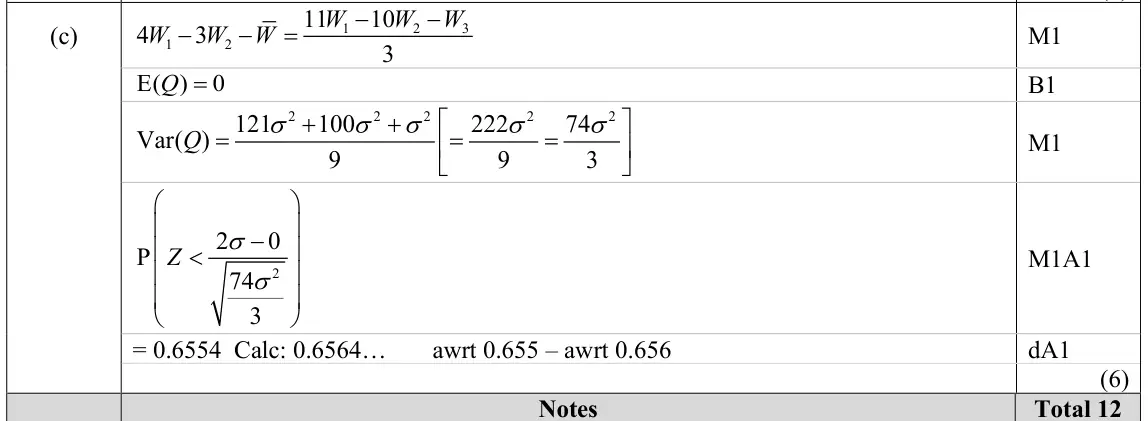 (c) 4W₁ − 3W₂ − W̅ = (11W₁ − 10W₂ − W₃)/3 M1
E(Q) = 0 B1
Var(Q) = (121σ² + 100σ² + σ²)/9 [= 222σ²/9 = 74σ²/3] M1
P(Z < (2σ − 0)/√(74σ²/3)) M1A1
= 0.6554 Calc: 0.6564… awrt 0.655 – awrt 0.656 dA1
(6)
Notes Total 12